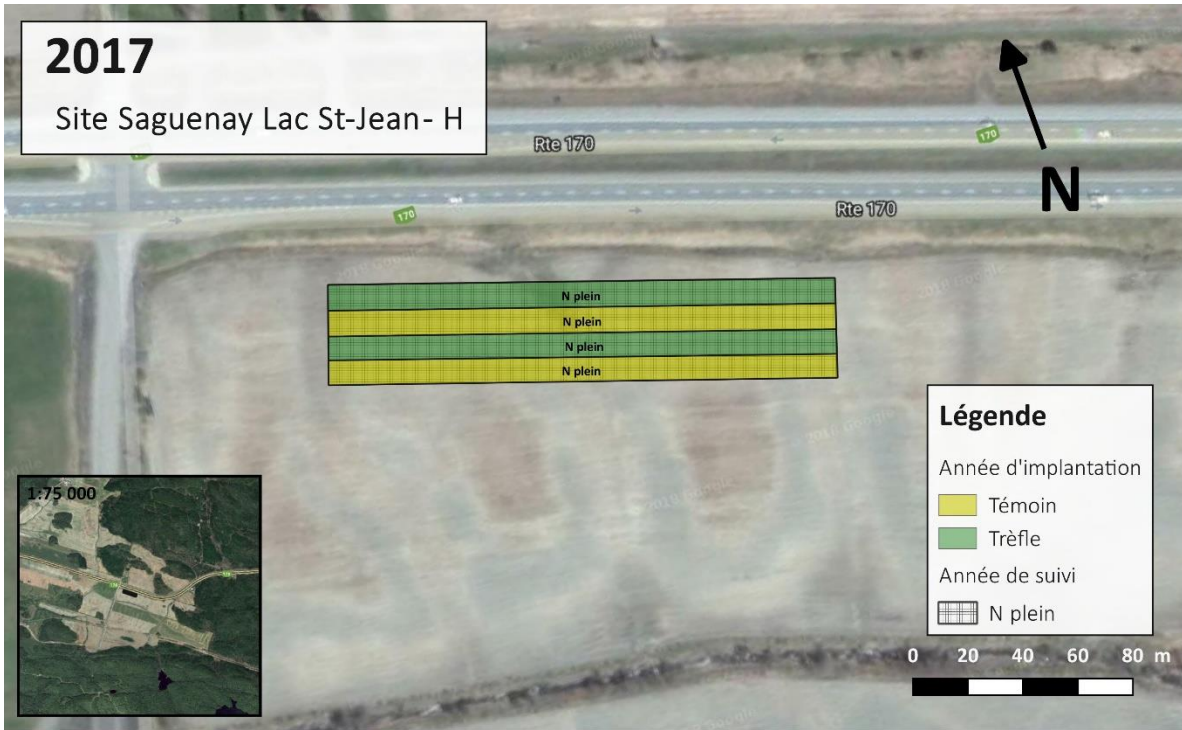 2017
Site Saguenay Lac St-Jean - H
Rte 170
170
N
170
Rte 170
N plein
N plein
N plein
N plein
Légende
Année d'implantation
Témoin
Trèfle
Année de suivi
N plein
1:75 000
0 20 40 60 80 m